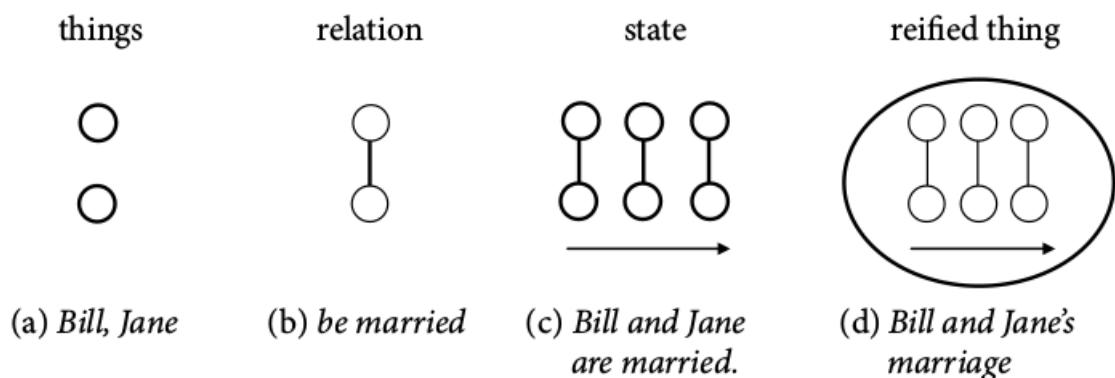 things relation state reified thing
(a) Bill, Jane (b) be married (c) Bill and Jane (d) Bill and Jane's
are married. marriage